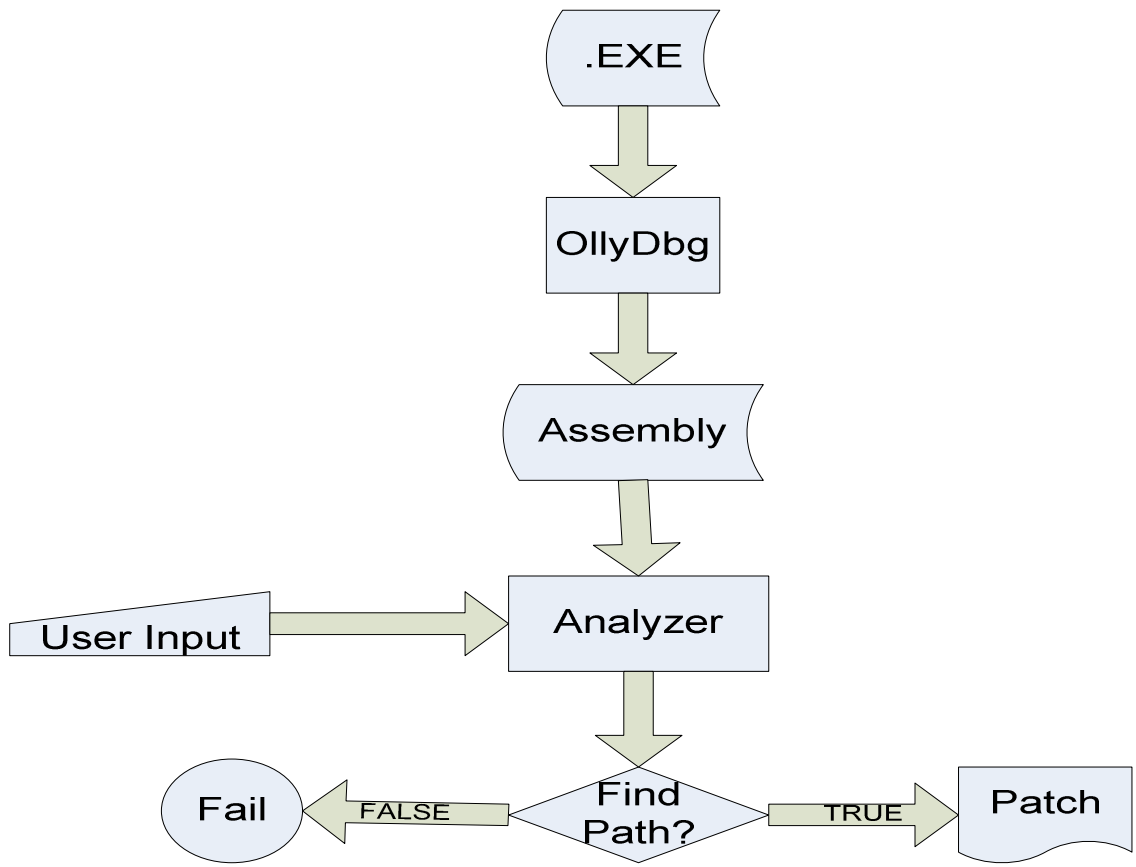 .EXE
OllyDbg
Assembly
User Input
Analyzer
Fail
FALSE
Find
Path?
TRUE
Patch